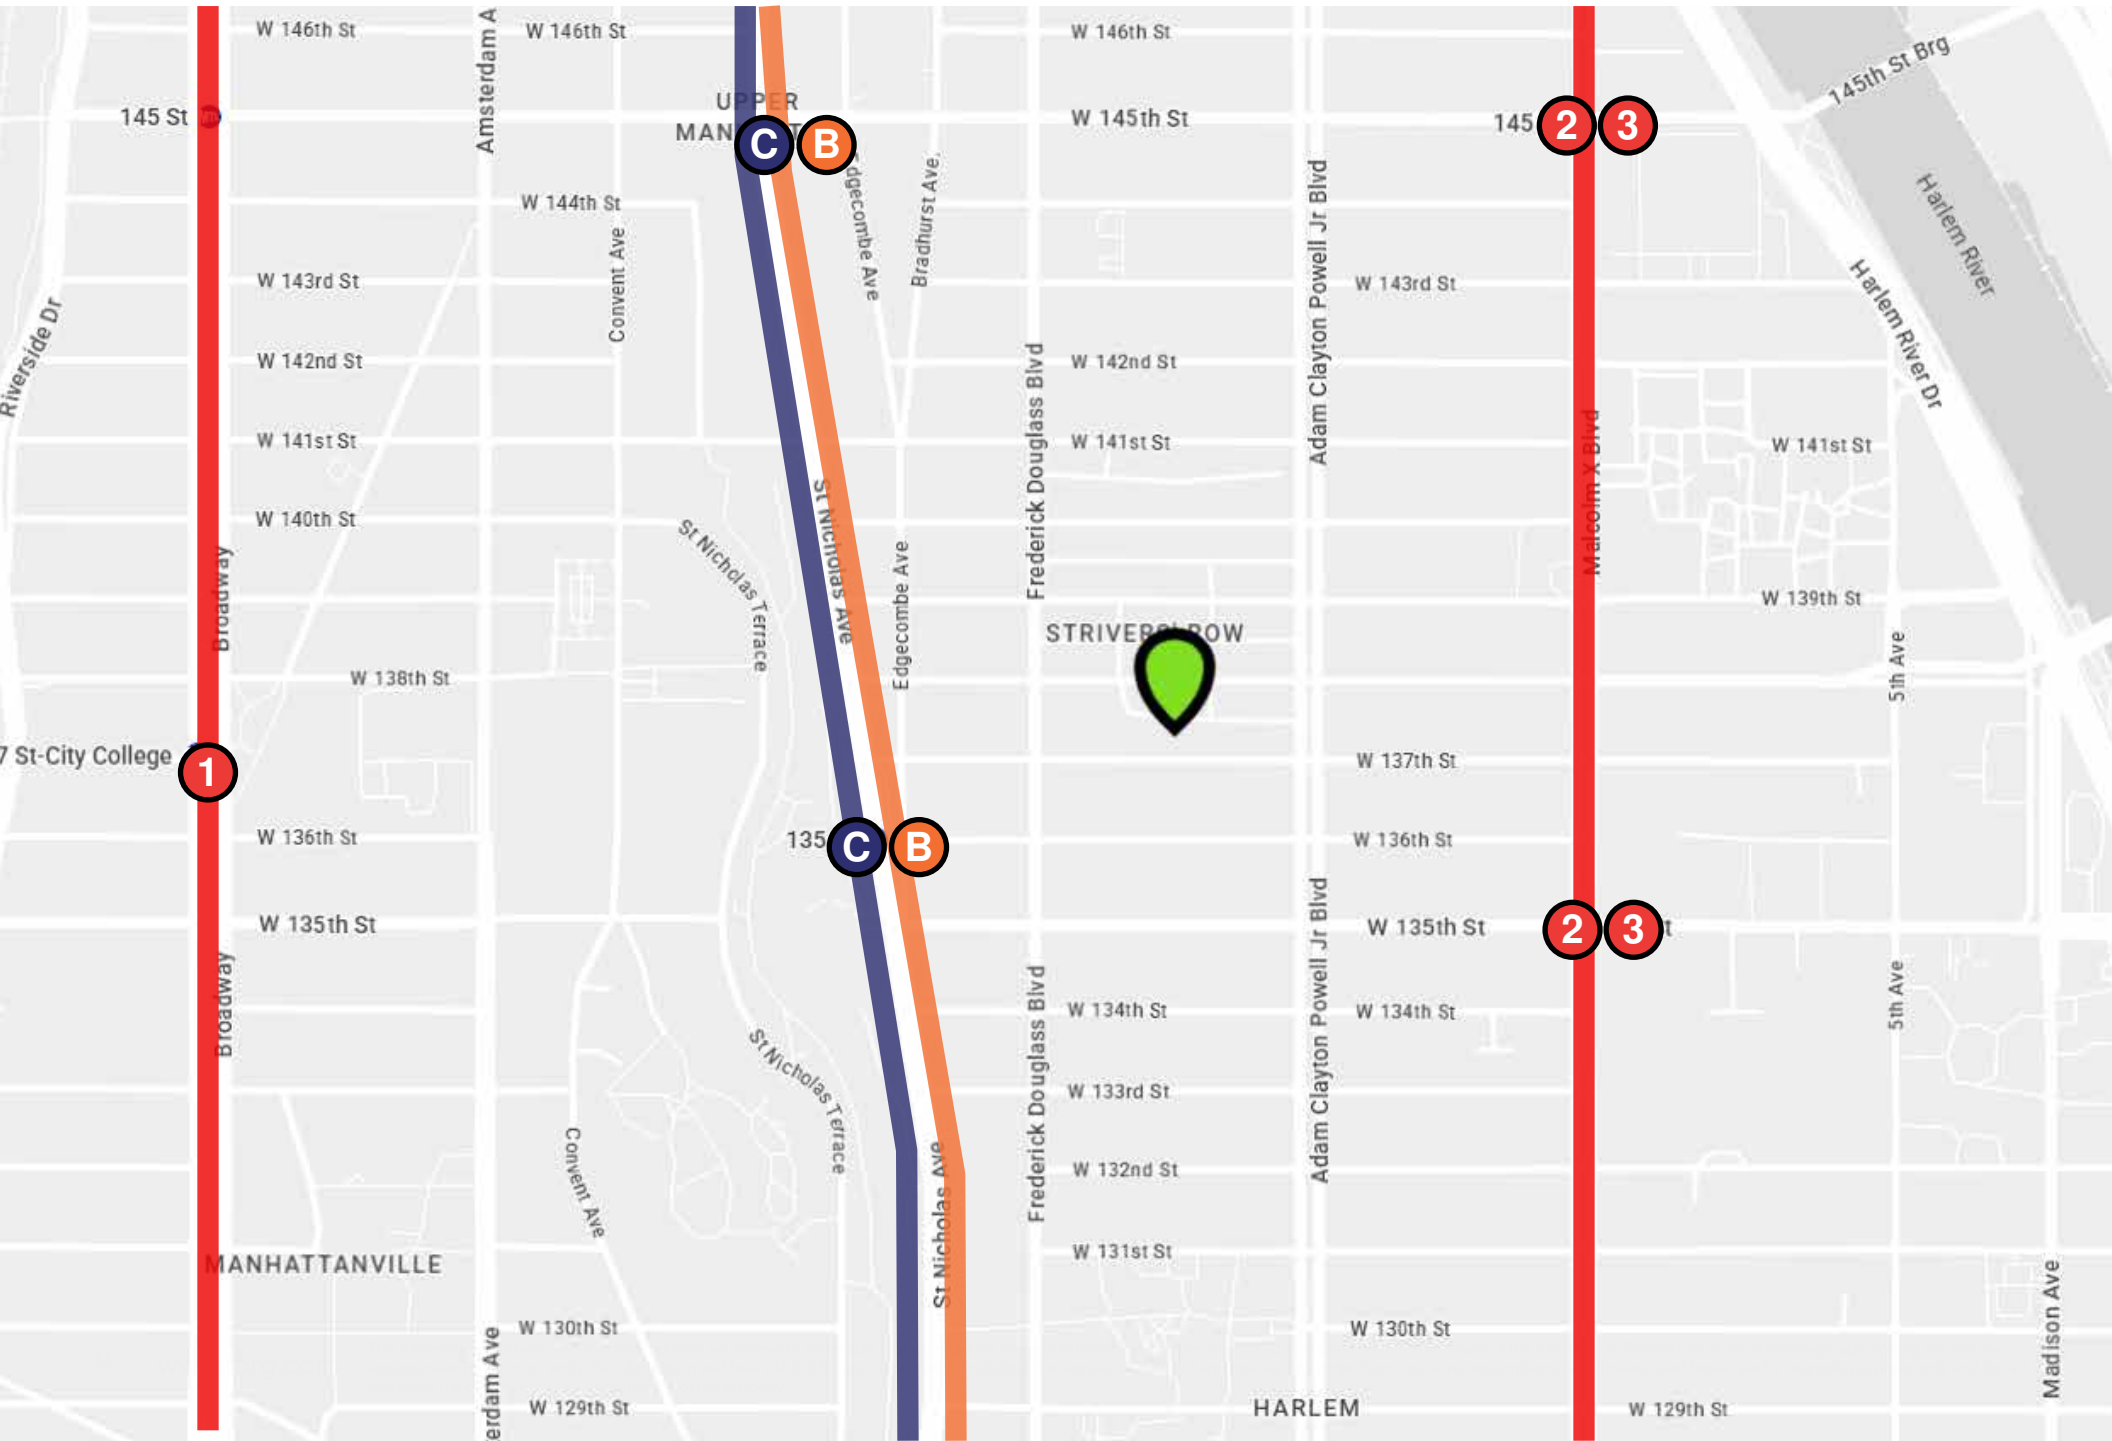 W 146th St
W 146th St
W 146th St
Amsterdam A
145th St Brg
UPPER
145 St
W 145th St
145
2
3
MAN
C
B
W 144th St
Edgecombe Ave
Bradhurst Ave
Adam Clayton Powell Jr Blvd
Harlem River
Convent Ave
W 143rd St
W 143rd St
Harlem River Dr
Riverside Dr
W 142nd St
W 142nd St
Frederick Douglass Blvd
Malcolm X Blvd
W 141st St
W 141st St
W 141st St
W 140th St
St Nicholas Terrace
St Nicholas Ave
Edgecombe Ave
Broadway
W 139th St
STRIVERS' ROW
W 138th St
5th Ave
7 St-City College
1
W 137th St
W 136th St
135
C
B
W 136th St
W 135th St
W 135th St
2
3
t
Adam Clayton Powell Jr Blvd
Broadway
Frederick Douglass Blvd
5th Ave
W 134th St
W 134th St
St Nicholas Terrace
W 133rd St
Convent Ave
St Nicholas Ave
W 132nd St
W 131st St
MANHATTANVILLE
Madison Ave
W 130th St
W 130th St
erdam Ave
W 129th St
HARLEM
W 129th St